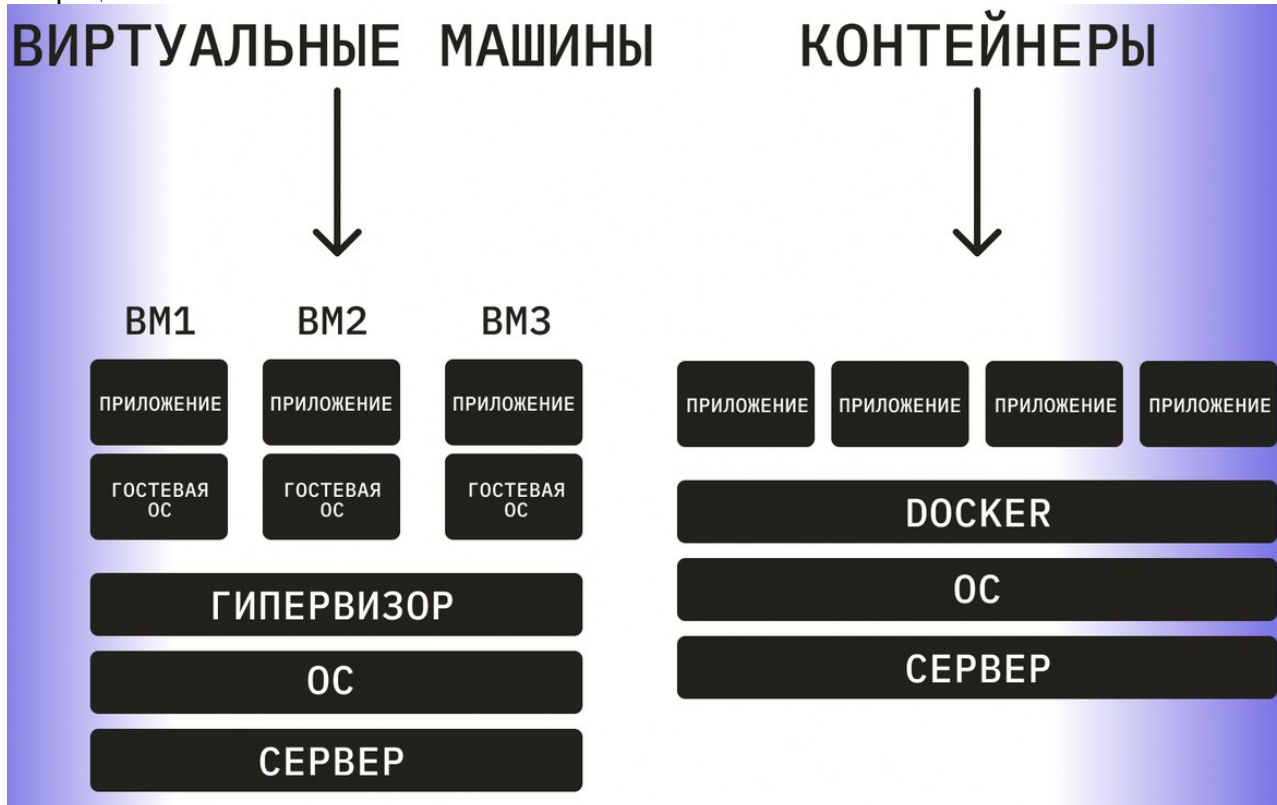 ВИРТУАЛЬНЫЕ МАШИНЫ
КОНТЕЙНЕРЫ
ВМ1 ВМ2 ВМ3
ПРИЛОЖЕНИЕ ПРИЛОЖЕНИЕ ПРИЛОЖЕНИЕ
ГОСТЕВАЯ ГОСТЕВАЯ ГОСТЕВАЯ
ОС ОС ОС
ГИПЕРВИЗОР
ОС
СЕРВЕР
ПРИЛОЖЕНИЕ ПРИЛОЖЕНИЕ ПРИЛОЖЕНИЕ ПРИЛОЖЕНИЕ
DOCKER
ОС
СЕРВЕР